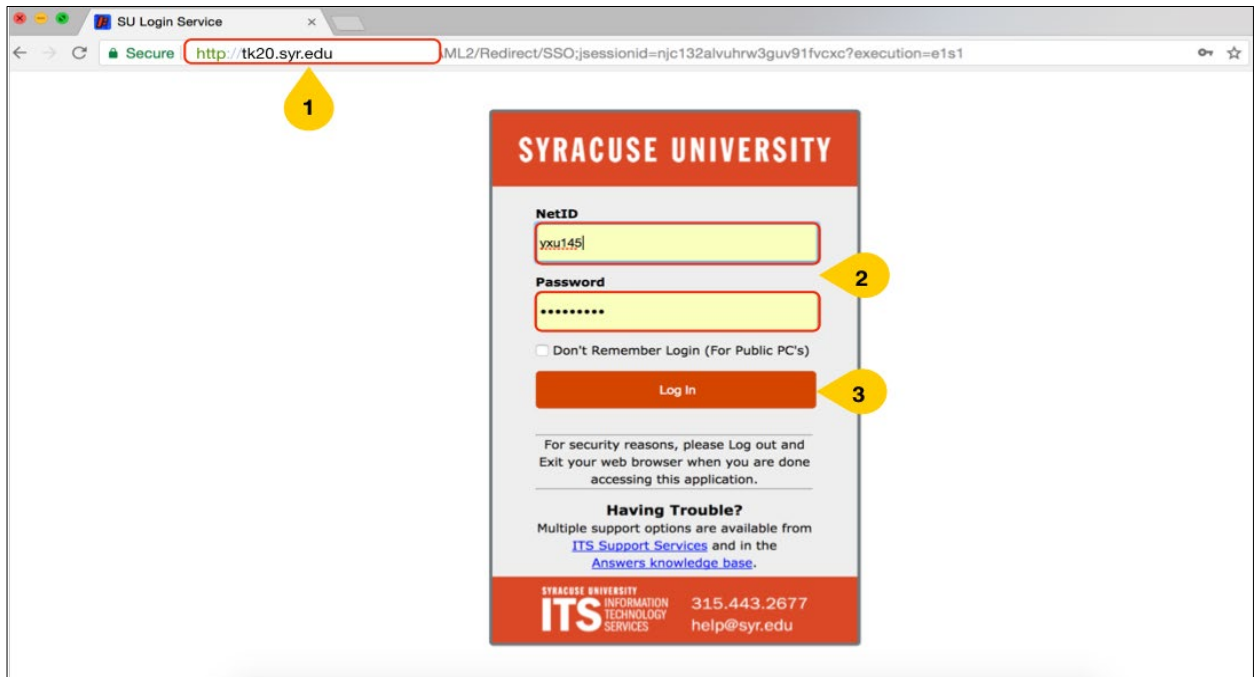 SU Login Service
Secure http://tk20.syr.edu ML2/Redirect/SSO;jsessionid=njc132alvuhrw3guv91fvcxc?execution=e1s1
1
SYRACUSE UNIVERSITY
NetID
yxu145
2
Password
•••••••••
Don't Remember Login (For Public PC's)
Log In
3
For security reasons, please Log out and
Exit your web browser when you are done
accessing this application.
Having Trouble?
Multiple support options are available from
ITS Support Services and in the
Answers knowledge base.
SYRACUSE UNIVERSITY
ITS INFORMATION TECHNOLOGY SERVICES
315.443.2677
help@syr.edu